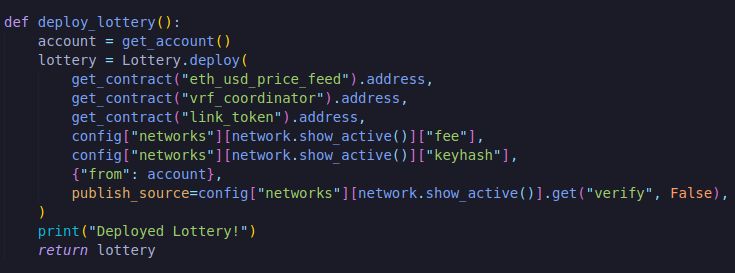 def deploy_lottery():
    account = get_account()
    lottery = Lottery.deploy(
        get_contract("eth_usd_price_feed").address,
        get_contract("vrf_coordinator").address,
        get_contract("link_token").address,
        config["networks"][network.show_active()]["fee"],
        config["networks"][network.show_active()]["keyhash"],
        {"from": account},
        publish_source=config["networks"][network.show_active()].get("verify", False),
    )
    print("Deployed Lottery!")
    return lottery